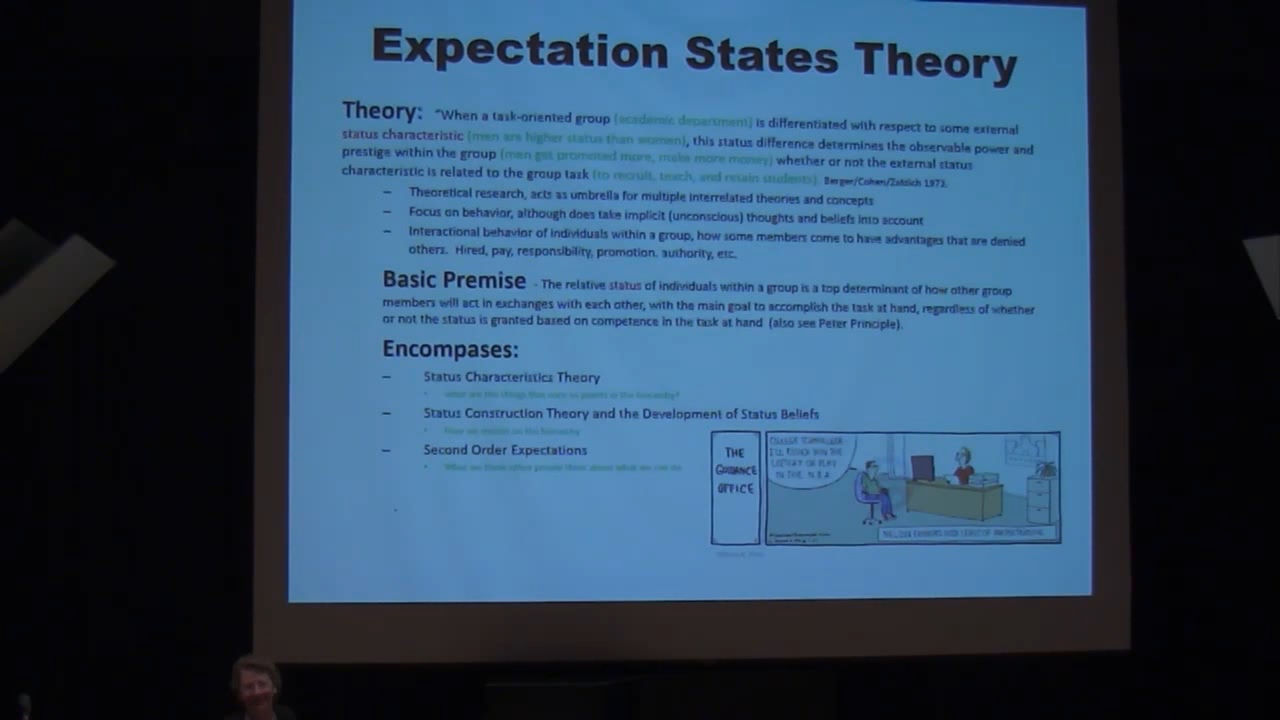 Expectation States Theory
Theory: "When a task-oriented group (academic department) is differentiated with respect to some external
status characteristic (men are higher status than women), this status difference determines the observable power and
prestige within the group (men get promoted more, make more money) whether or not the external status
characteristic is related to the group task (to recruit, teach, and retain students). Berger/Cohen/Zelditch 1972.
– Theoretical research, acts as umbrella for multiple interrelated theories and concepts
– Focus on behavior, although does take implicit (unconscious) thoughts and beliefs into account
– Interactional behavior of individuals within a group, how some members come to have advantages that are denied
others. Hired, pay, responsibility, promotion, authority, etc.
Basic Premise - The relative status of individuals within a group is a top determinant of how other group
members will act in exchanges with each other, with the main goal to accomplish the task at hand, regardless of whether
or not the status is granted based on competence in the task at hand (also see Peter Principle).
Encompases:
– Status Characteristics Theory
– Status Construction Theory and the Development of Status Beliefs
– Second Order Expectations
THE
GUIDANCE
OFFICE